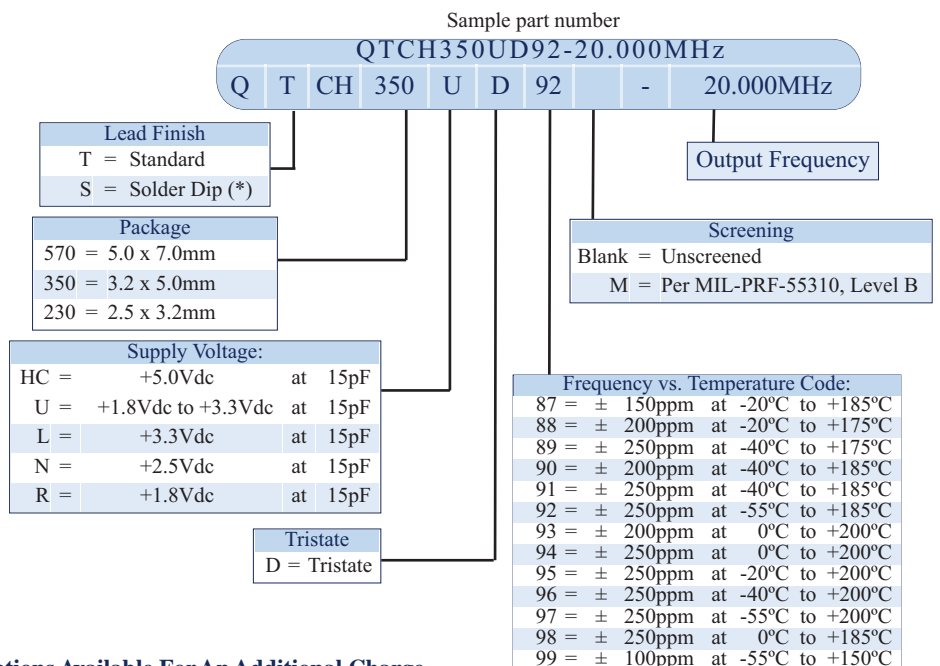 Sample part number
QTCH350UD92-20.000MHz
Q T CH 350 U D 92 - 20.000MHz
Lead Finish
T = Standard
S = Solder Dip (*)
Output Frequency
Package
570 = 5.0 x 7.0mm
350 = 3.2 x 5.0mm
230 = 2.5 x 3.2mm
Screening
Blank = Unscreened
M = Per MIL-PRF-55310, Level B
Supply Voltage:
HC = +5.0Vdc at 15pF
U = +1.8Vdc to +3.3Vdc at 15pF
L = +3.3Vdc at 15pF
N = +2.5Vdc at 15pF
R = +1.8Vdc at 15pF
Tristate
D = Tristate
Frequency vs. Temperature Code:
87 = ± 150ppm at -20ºC to +185ºC
88 = ± 200ppm at -20ºC to +175ºC
89 = ± 250ppm at -40ºC to +175ºC
90 = ± 200ppm at -40ºC to +185ºC
91 = ± 250ppm at -40ºC to +185ºC
92 = ± 250ppm at -55ºC to +185ºC
93 = ± 200ppm at 0ºC to +200ºC
94 = ± 250ppm at 0ºC to +200ºC
95 = ± 250ppm at -20ºC to +200ºC
96 = ± 250ppm at -40ºC to +200ºC
97 = ± 250ppm at -55ºC to +200ºC
98 = ± 250ppm at 0ºC to +185ºC
99 = ± 100ppm at -55ºC to +150ºC
Available For An Additional Charge